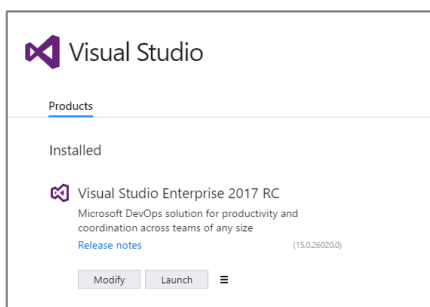 Visual Studio
Products
Installed
Visual Studio Enterprise 2017 RC
Microsoft DevOps solution for productivity and
coordination across teams of any size
Release notes (15.0.26020.0)
Modify Launch